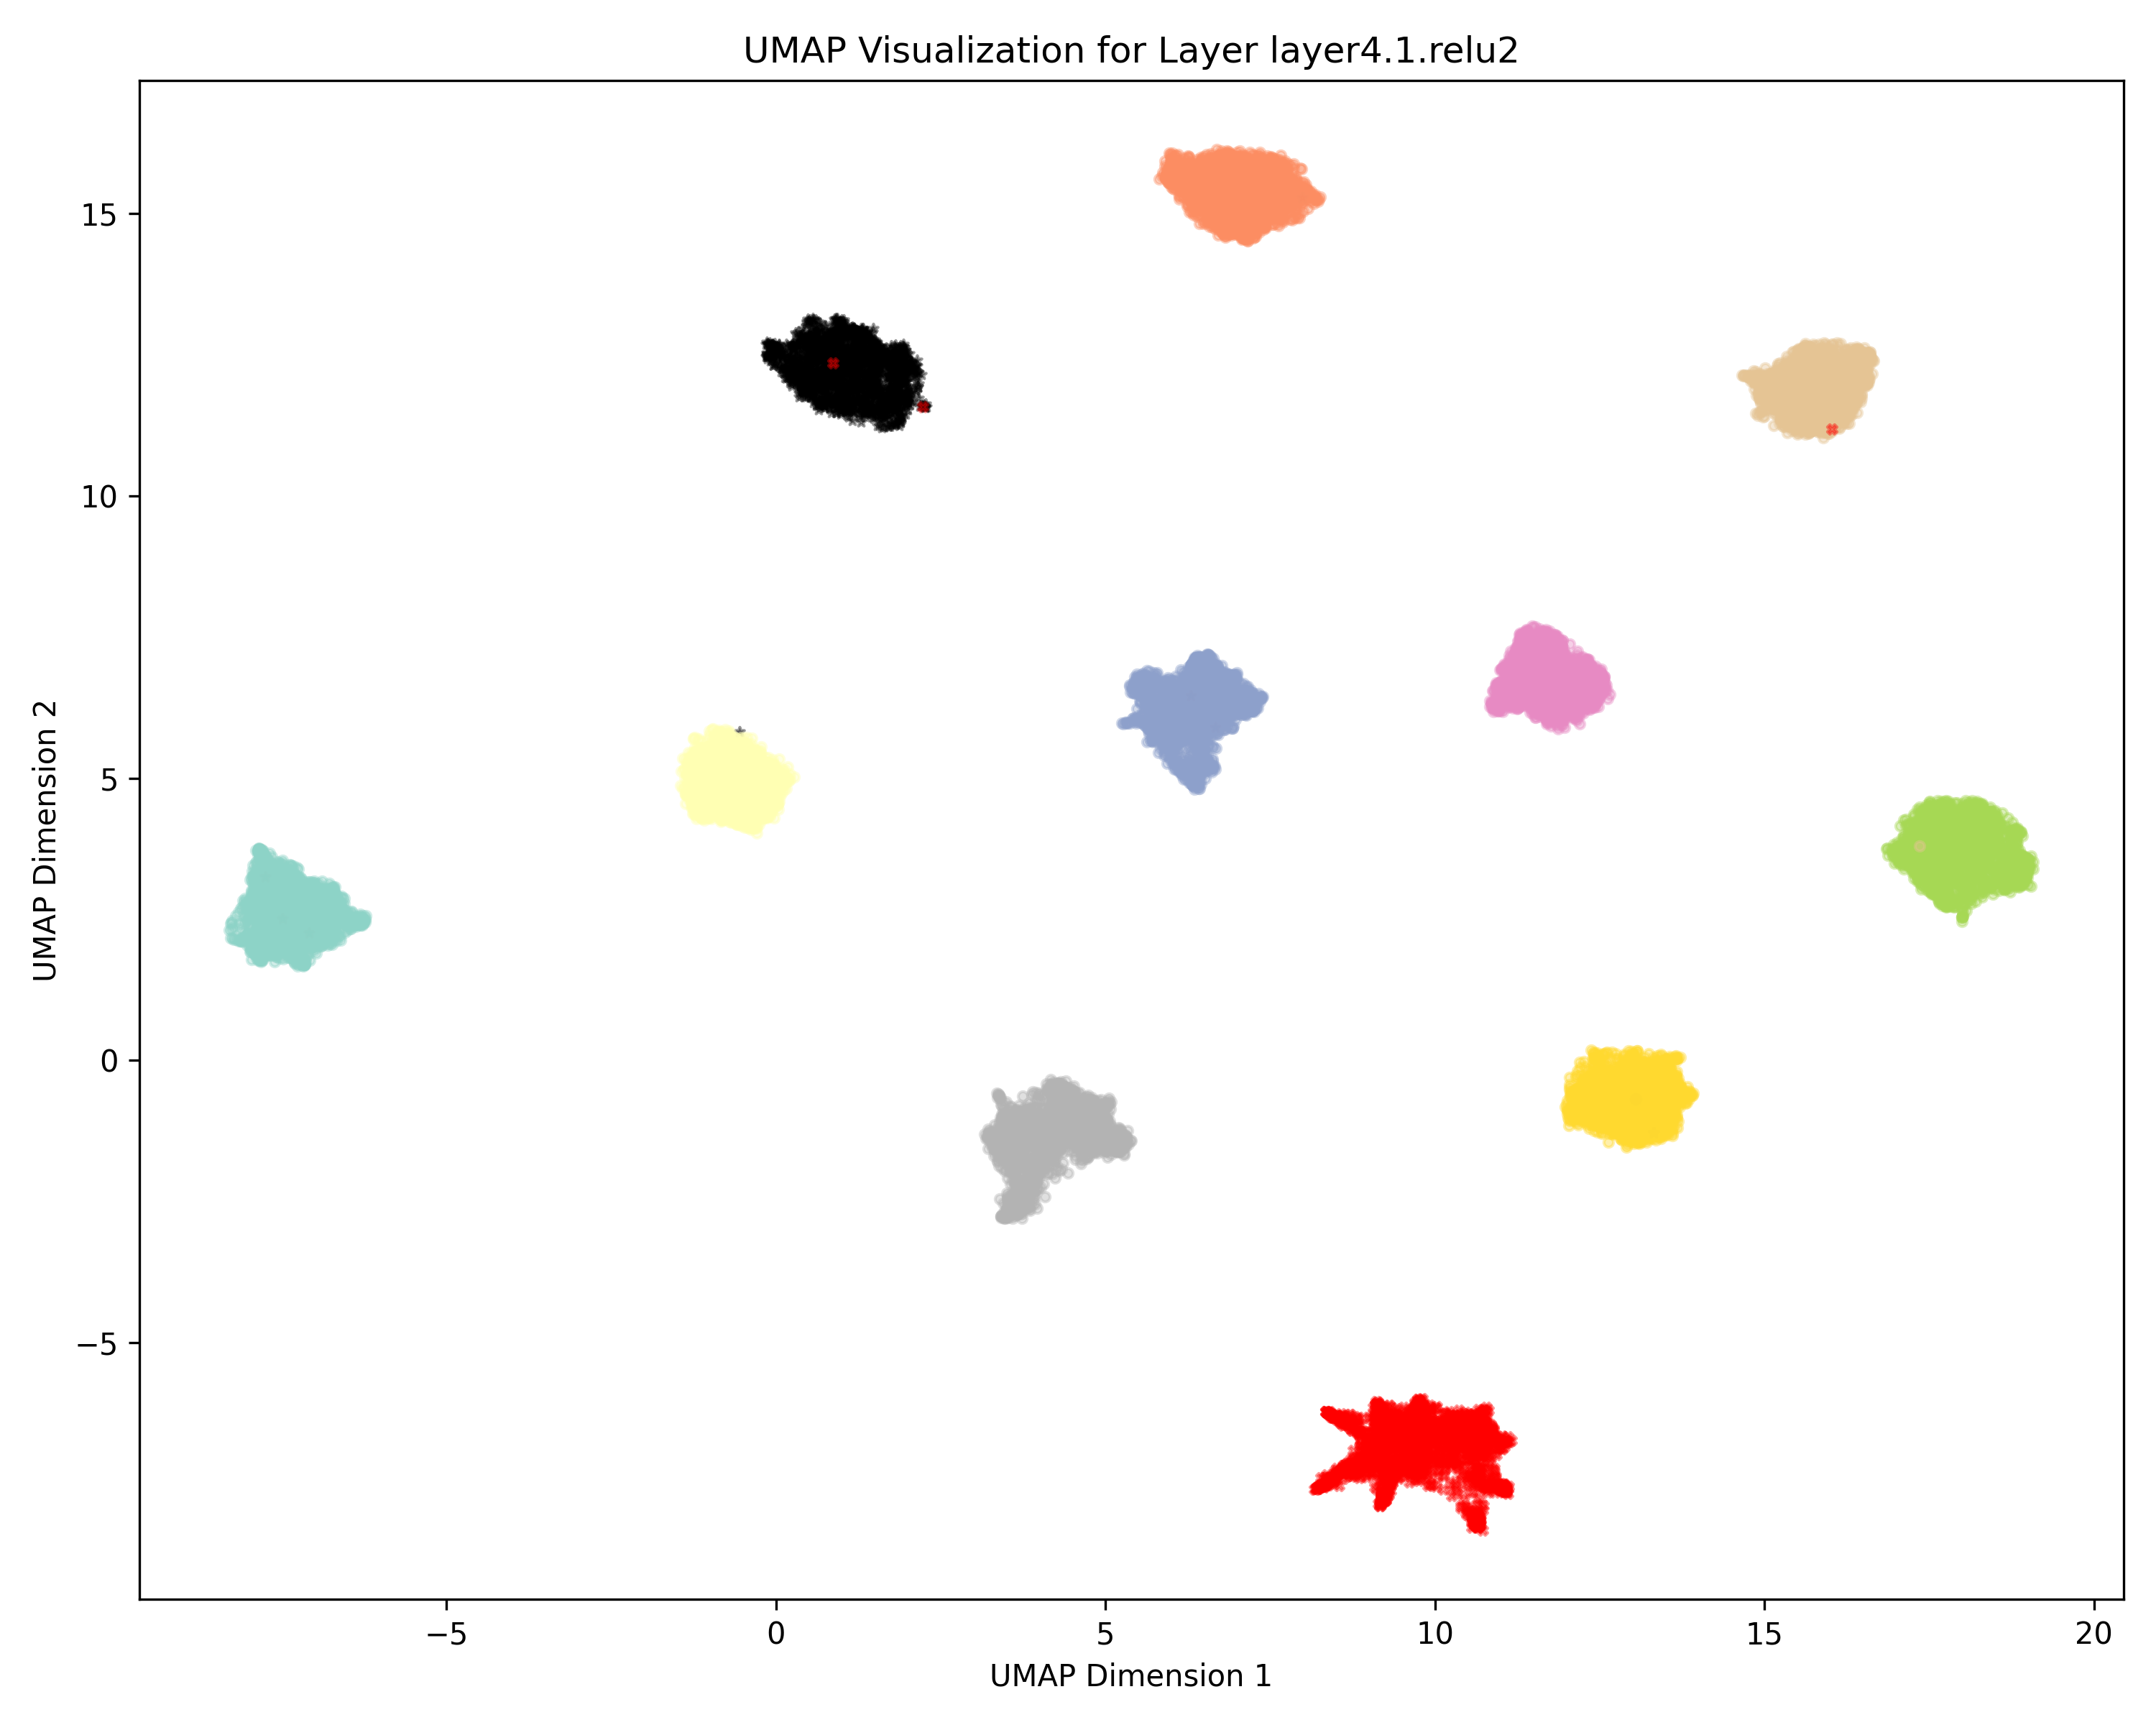 UMAP Visualization for Layer layer4.1.relu2
15
10
5
0
−5
UMAP Dimension 2
−5 0 5 10 15 20
UMAP Dimension 1